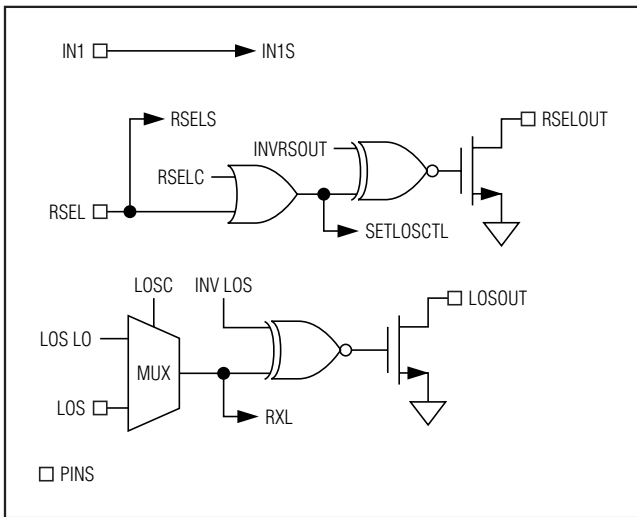 IN1
IN1S
RSELS
RSELOUT
INVRSOUT
RSELC
RSEL
SETLOSCTL
LOSC
INV LOS
LOSOUT
LOS LO
MUX
LOS
RXL
PINS